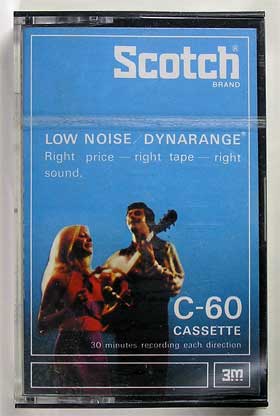 Scotch®
BRAND
LOW NOISE/DYNARANGE®
Right price — right tape — right
sound.
C-60
CASSETTE
30 minutes recording each direction
3M